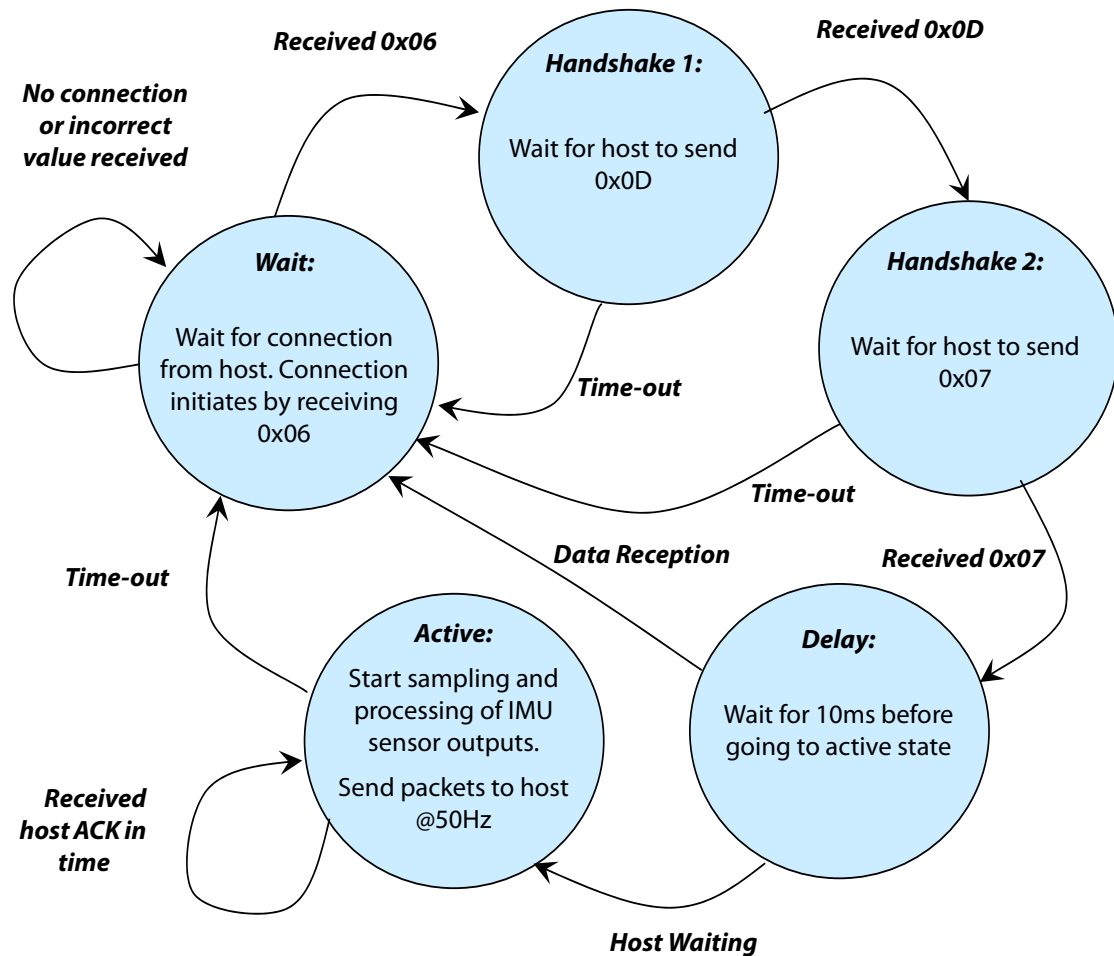 Received 0x06
Received 0x0D
No connection
or incorrect
value received
Handshake 1:
Wait for host to send
0x0D
Wait:
Wait for connection
from host. Connection
initiates by receiving
0x06
Handshake 2:
Wait for host to send
0x07
Time-out
Time-out
Data Reception
Received 0x07
Time-out
Active:
Start sampling and
processing of IMU
sensor outputs.
Send packets to host
@50Hz
Delay:
Wait for 10ms before
going to active state
Received
host ACK in
time
Host Waiting